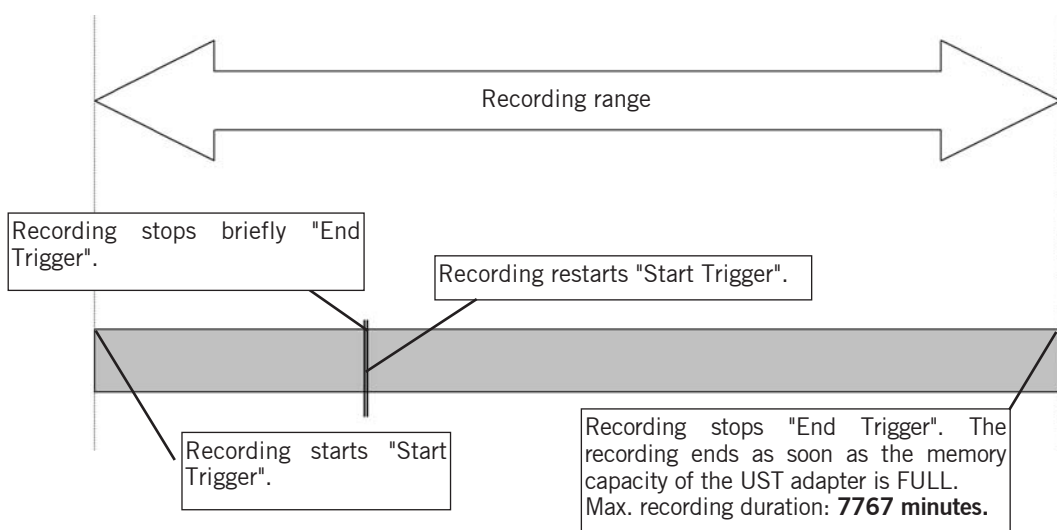 Recording range
Recording stops briefly "End
Trigger".
Recording restarts "Start Trigger".
Recording starts "Start
Trigger".
Recording stops "End Trigger". The
recording ends as soon as the memory
capacity of the UST adapter is FULL.
Max. recording duration: 7767 minutes.